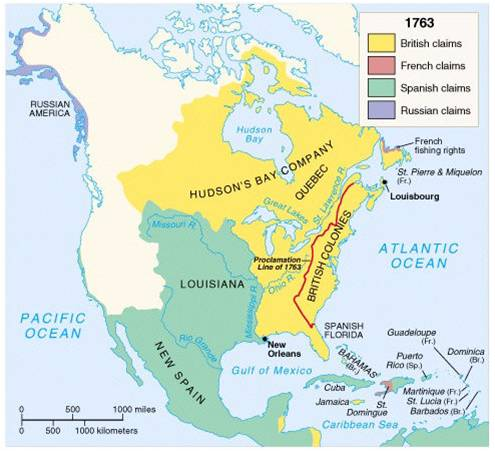 1763
British claims
French claims
Spanish claims
Russian claims
RUSSIAN
AMERICA
Hudson
Bay
French
fishing rights
St. Pierre & Miquelon
(Fr.)
Louisbourg
HUDSON'S BAY COMPANY
QUEBEC
St. Lawrence R.
Great Lakes
BRITISH COLONIES
Missouri R.
Proclamation
Line of 1763
Ohio R.
ATLANTIC
OCEAN
LOUISIANA
Mississippi R.
PACIFIC
OCEAN
SPANISH
FLORIDA
Rio Grande
NEW SPAIN
New
Orleans
Gulf of Mexico
BAHAMAS
(Br.)
Guadeloupe
(Fr.)
Puerto
Rico (Sp.)
Dominica
(Br.)
Cuba
Jamaica
St.
Domingue
Martinique (Fr.)
St. Lucia (Fr.)
Barbados (Br.)
Caribbean Sea
0 500 1000 miles
0 500 1000 kilometers